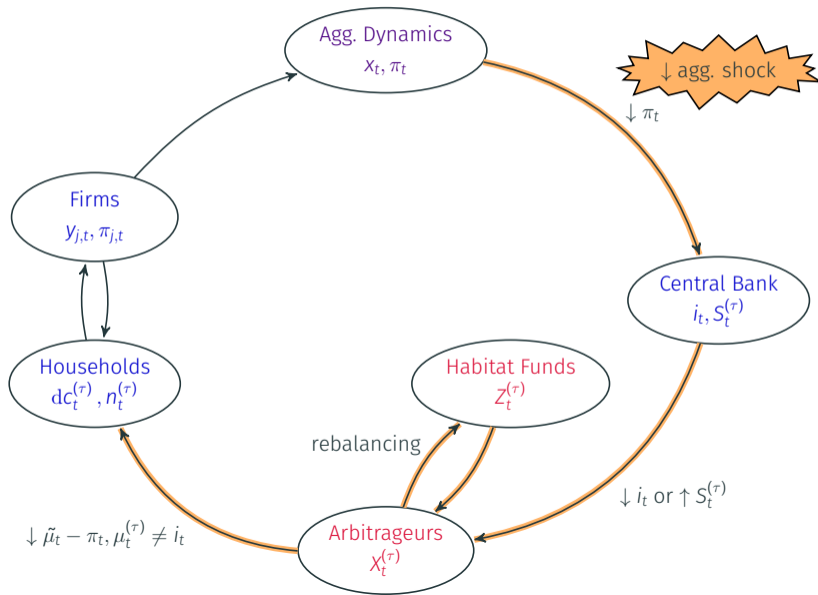 Agg. Dynamics
x_t, π_t
↓ agg. shock
↓ π_t
Firms
y_{j,t}, π_{j,t}
Central Bank
i_t, S_t^{(τ)}
Households
dc_t^{(τ)}, n_t^{(τ)}
Habitat Funds
Z_t^{(τ)}
rebalancing
↓ i_t or ↑ S_t^{(τ)}
↓ μ̃_t − π_t, μ_t^{(τ)} ≠ i_t
Arbitrageurs
X_t^{(τ)}